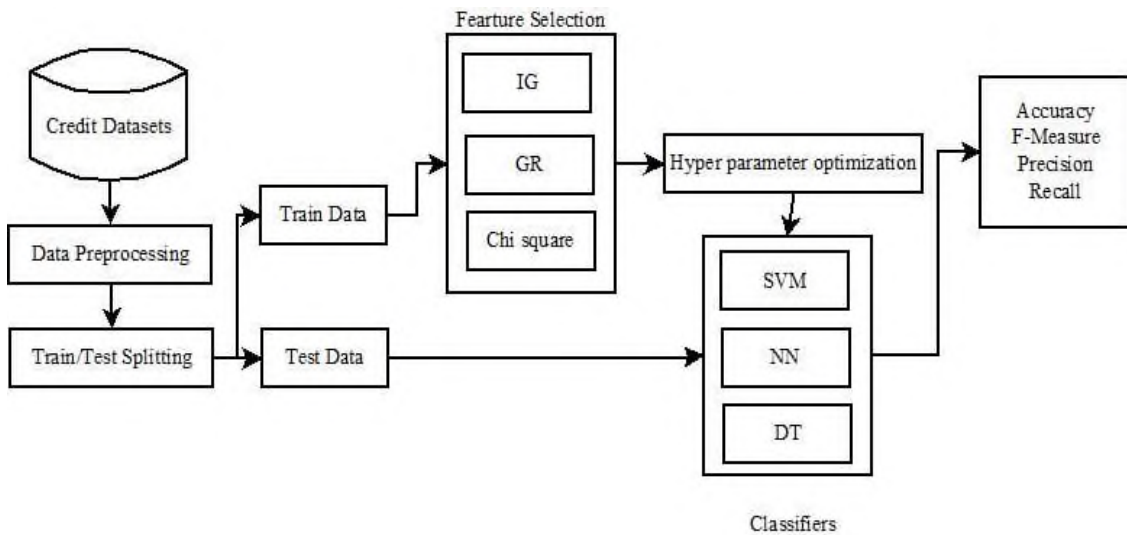 Fearture Selection
IG
GR
Chi square
Credit Datasets
Data Preprocessing
Train/Test Splitting
Train Data
Test Data
Hyper parameter optimization
SVM
NN
DT
Classifiers
Accuracy
F-Measure
Precision
Recall